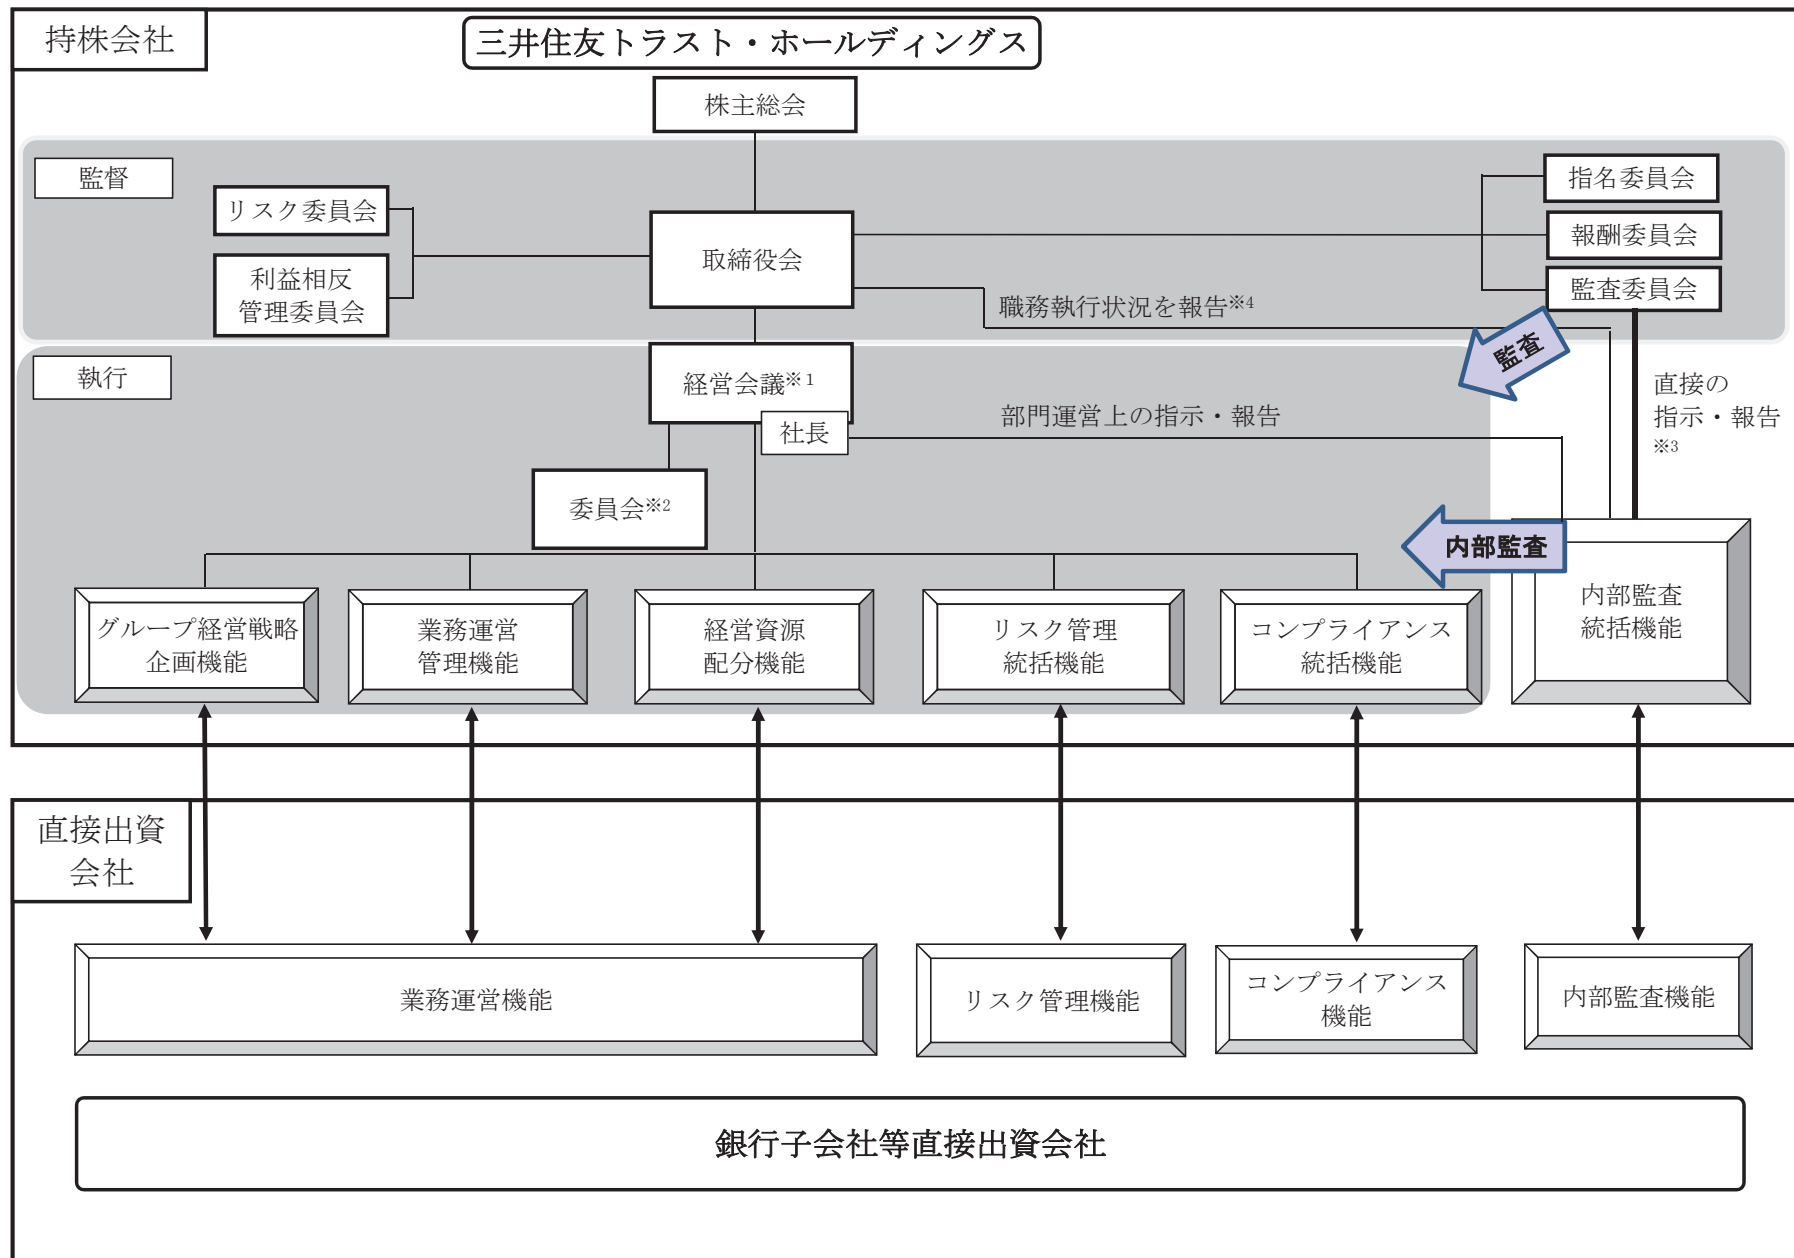 持株会社
三井住友トラスト・ホールディングス
株主総会
監督
リスク委員会
利益相反
管理委員会
取締役会
指名委員会
報酬委員会
監査委員会
職務執行状況を報告※4
監査
執行
経営会議※1
社長
部門運営上の指示・報告
直接の
指示・報告
※3
委員会※2
内部監査
グループ経営戦略
企画機能
業務運営
管理機能
経営資源
配分機能
リスク管理
統括機能
コンプライアンス
統括機能
内部監査
統括機能
直接出資
会社
業務運営機能
リスク管理機能
コンプライアンス
機能
内部監査機能
銀行子会社等直接出資会社